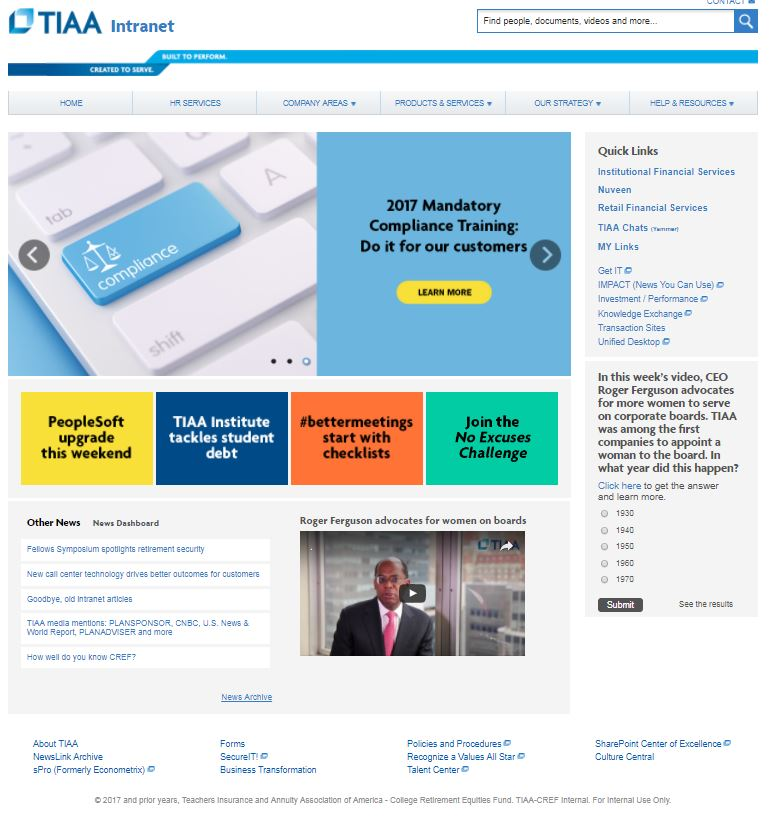 CONTACT
TIAA Intranet
Find people, documents, videos and more...
BUILT TO PERFORM.
CREATED TO SERVE.
HOME
HR SERVICES
COMPANY AREAS
PRODUCTS & SERVICES
OUR STRATEGY
HELP & RESOURCES
tab
A
compliance
shift
2017 Mandatory
Compliance Training:
Do it for our customers
LEARN MORE
Quick Links
Institutional Financial Services
Nuveen
Retail Financial Services
TIAA Chats (Yammer)
MY Links
Get IT
IMPACT (News You Can Use)
Investment / Performance
Knowledge Exchange
Transaction Sites
Unified Desktop
PeopleSoft
upgrade
this weekend
TIAA Institute
tackles student
debt
#bettermeetings
start with
checklists
Join the
No Excuses
Challenge
In this week's video, CEO
Roger Ferguson advocates
for more women to serve
on corporate boards. TIAA
was among the first
companies to appoint a
woman to the board. In
what year did this happen?
Click here to get the answer
and learn more.
1930
1940
1950
1960
1970
Submit
See the results
Other News
News Dashboard
Fellows Symposium spotlights retirement security
New call center technology drives better outcomes for customers
Goodbye, old intranet articles
TIAA media mentions: PLANSPONSOR, CNBC, U.S. News &
World Report, PLANADVISER and more
How well do you know CREF?
News Archive
Roger Ferguson advocates for women on boards
TIAA
About TIAA
NewsLink Archive
sPro (Formerly Econometrix)
Forms
SecureIT!
Business Transformation
Policies and Procedures
Recognize a Values All Star
Talent Center
SharePoint Center of Excellence
Culture Central
© 2017 and prior years, Teachers Insurance and Annuity Association of America - College Retirement Equities Fund. TIAA-CREF Internal. For Internal Use Only.